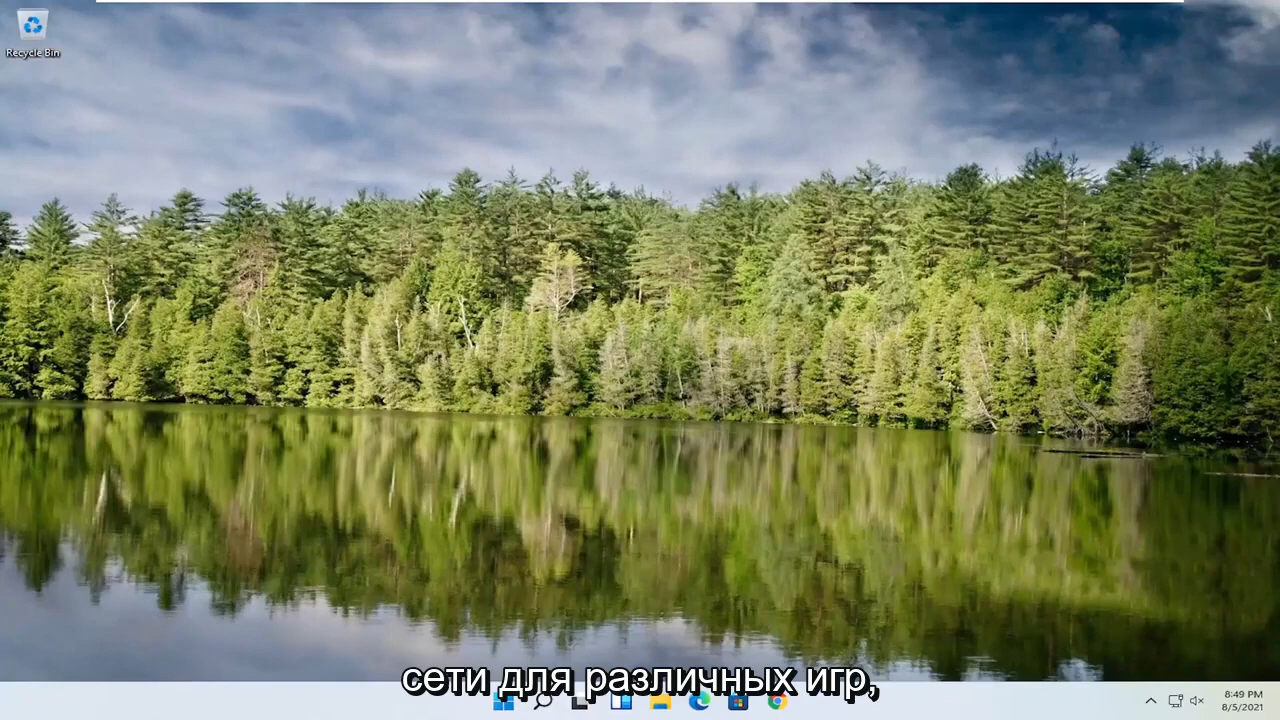 Recycle Bin
сети для различных игр,
8:49 PM
8/5/2021